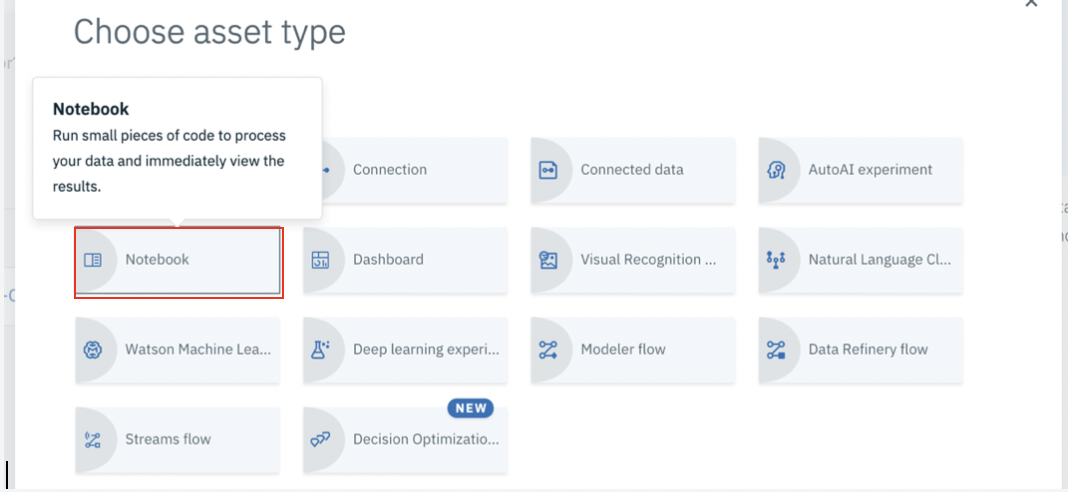 Choose asset type
Notebook
Run small pieces of code to process
your data and immediately view the
results.
Connection
Connected data
AutoAI experiment
Notebook
Dashboard
Visual Recognition ...
Natural Language Cl...
Watson Machine Lea...
Deep learning experi...
Modeler flow
Data Refinery flow
NEW
Streams flow
Decision Optimizatio...